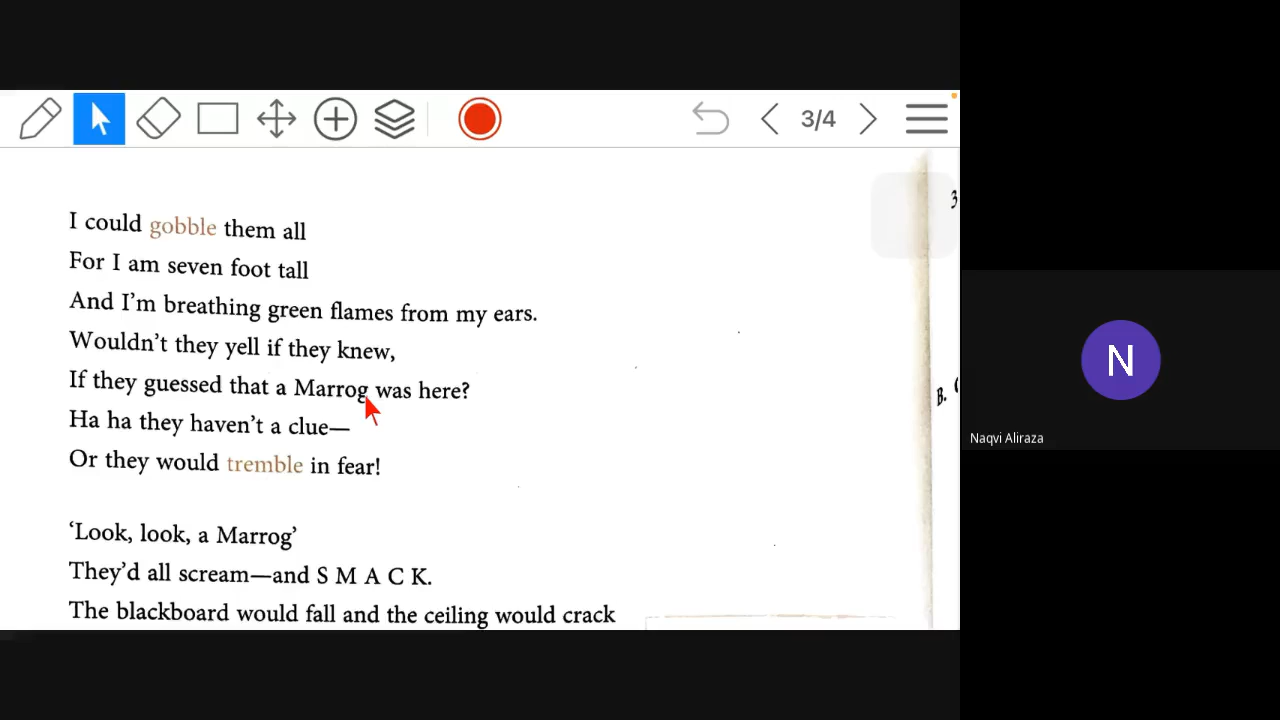 3/4
I could gobble them all
For I am seven foot tall
And I'm breathing green flames from my ears.
Wouldn't they yell if they knew,
If they guessed that a Marrog was here?
Ha ha they haven't a clue—
Or they would tremble in fear!
'Look, look, a Marrog'
They'd all scream—and S M A C K.
The blackboard would fall and the ceiling would crack
3
B.
N
Naqvi Aliraza